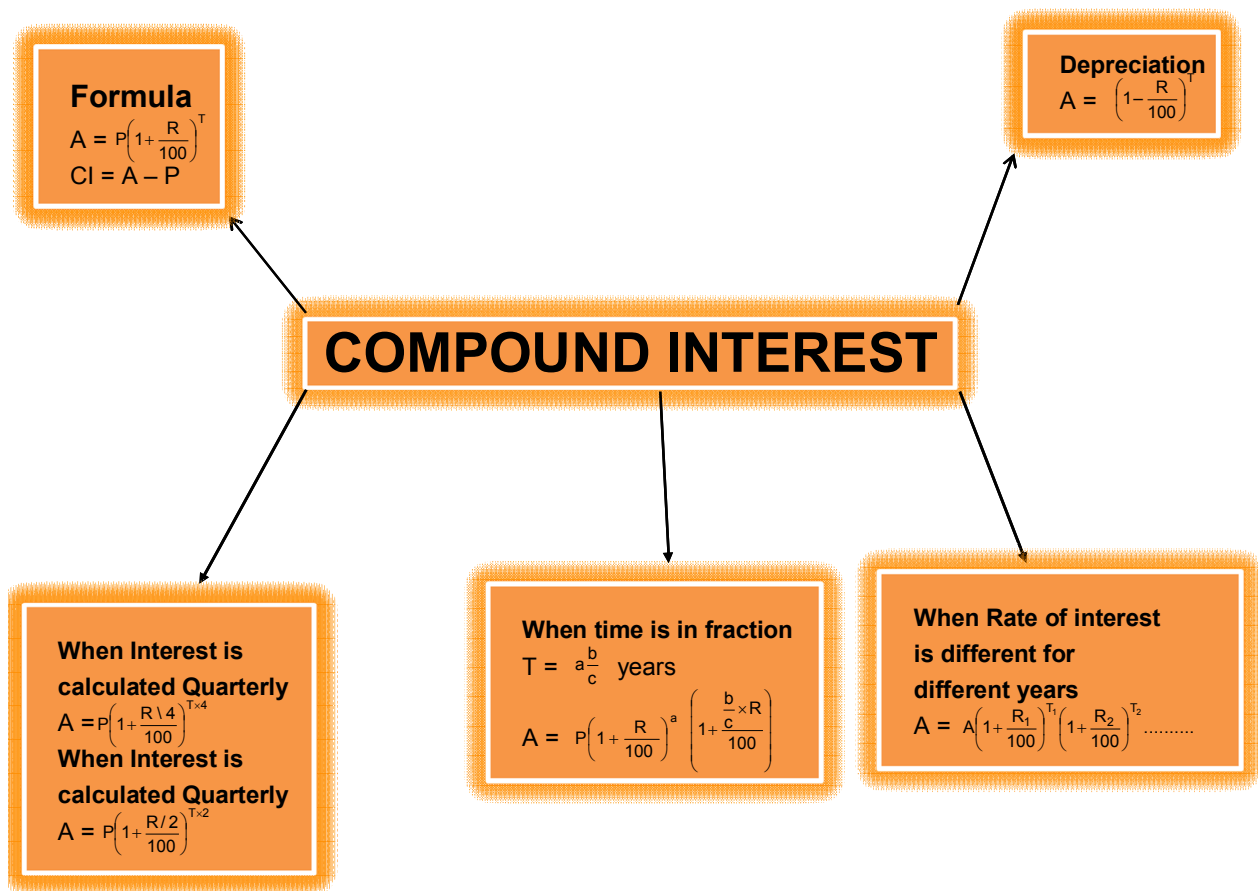 Formula
A = P(1+R/100)^T
CI = A – P
Depreciation
A = (1−R/100)^T
COMPOUND INTEREST
When Interest is
calculated Quarterly
A =P(1+R\4/100)^T×4
When Interest is
calculated Quarterly
A = P(1+R/2/100)^T×2
When time is in fraction
T = a b/c years
A = P(1+R/100)^a (1+b/c×R/100)
When Rate of interest
is different for
different years
A = A(1+R₁/100)^T₁(1+R₂/100)^T₂..........